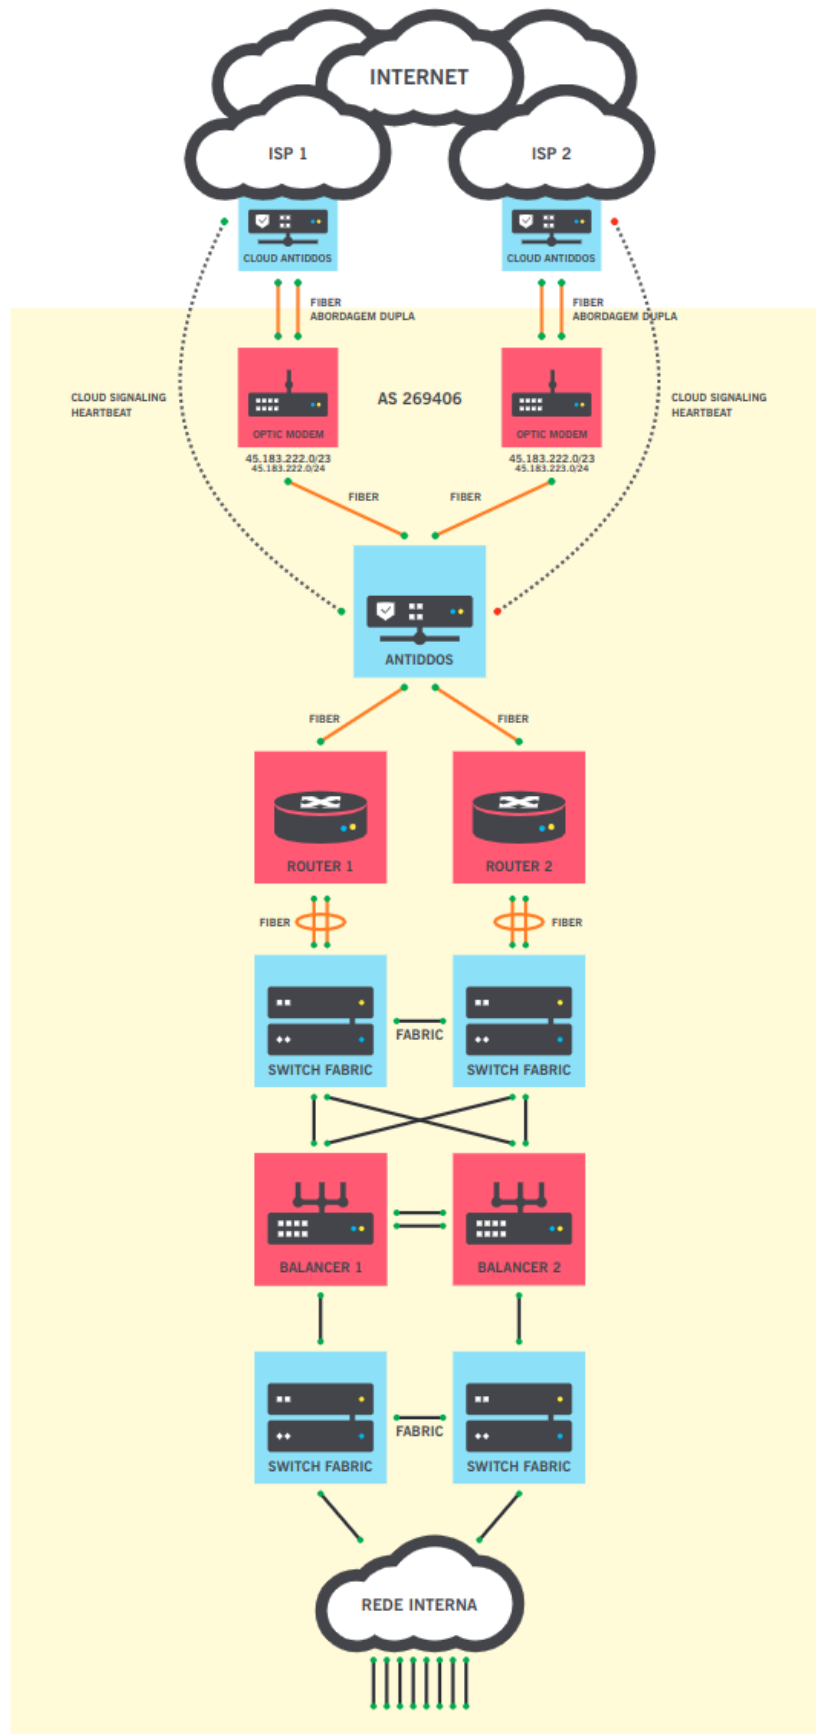 INTERNET
ISP 1
ISP 2
CLOUD ANTIDDOS
CLOUD ANTIDDOS
FIBER
ABORDAGEM DUPLA
FIBER
ABORDAGEM DUPLA
CLOUD SIGNALING
HEARTBEAT
AS 269406
CLOUD SIGNALING
HEARTBEAT
OPTIC MODEM
OPTIC MODEM
45.183.222.0/23
45.183.222.0/24
45.183.222.0/23
45.183.223.0/24
FIBER
FIBER
ANTIDDOS
FIBER
FIBER
ROUTER 1
ROUTER 2
FIBER
FIBER
FABRIC
SWITCH FABRIC
SWITCH FABRIC
BALANCER 1
BALANCER 2
FABRIC
SWITCH FABRIC
SWITCH FABRIC
REDE INTERNA